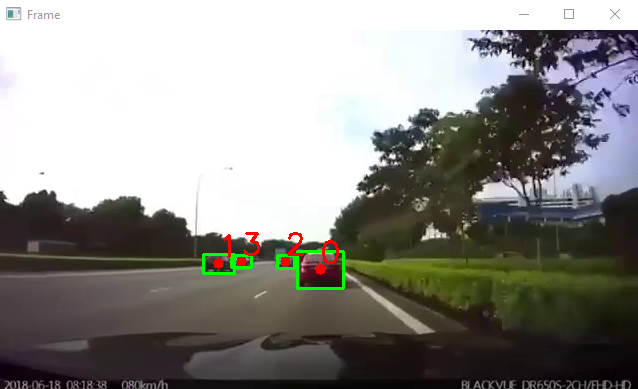 Frame
1 3 2 0
2018-06-18 08:18:38 080km/h BLACKVUE DR650S-2CH/FHD-HD